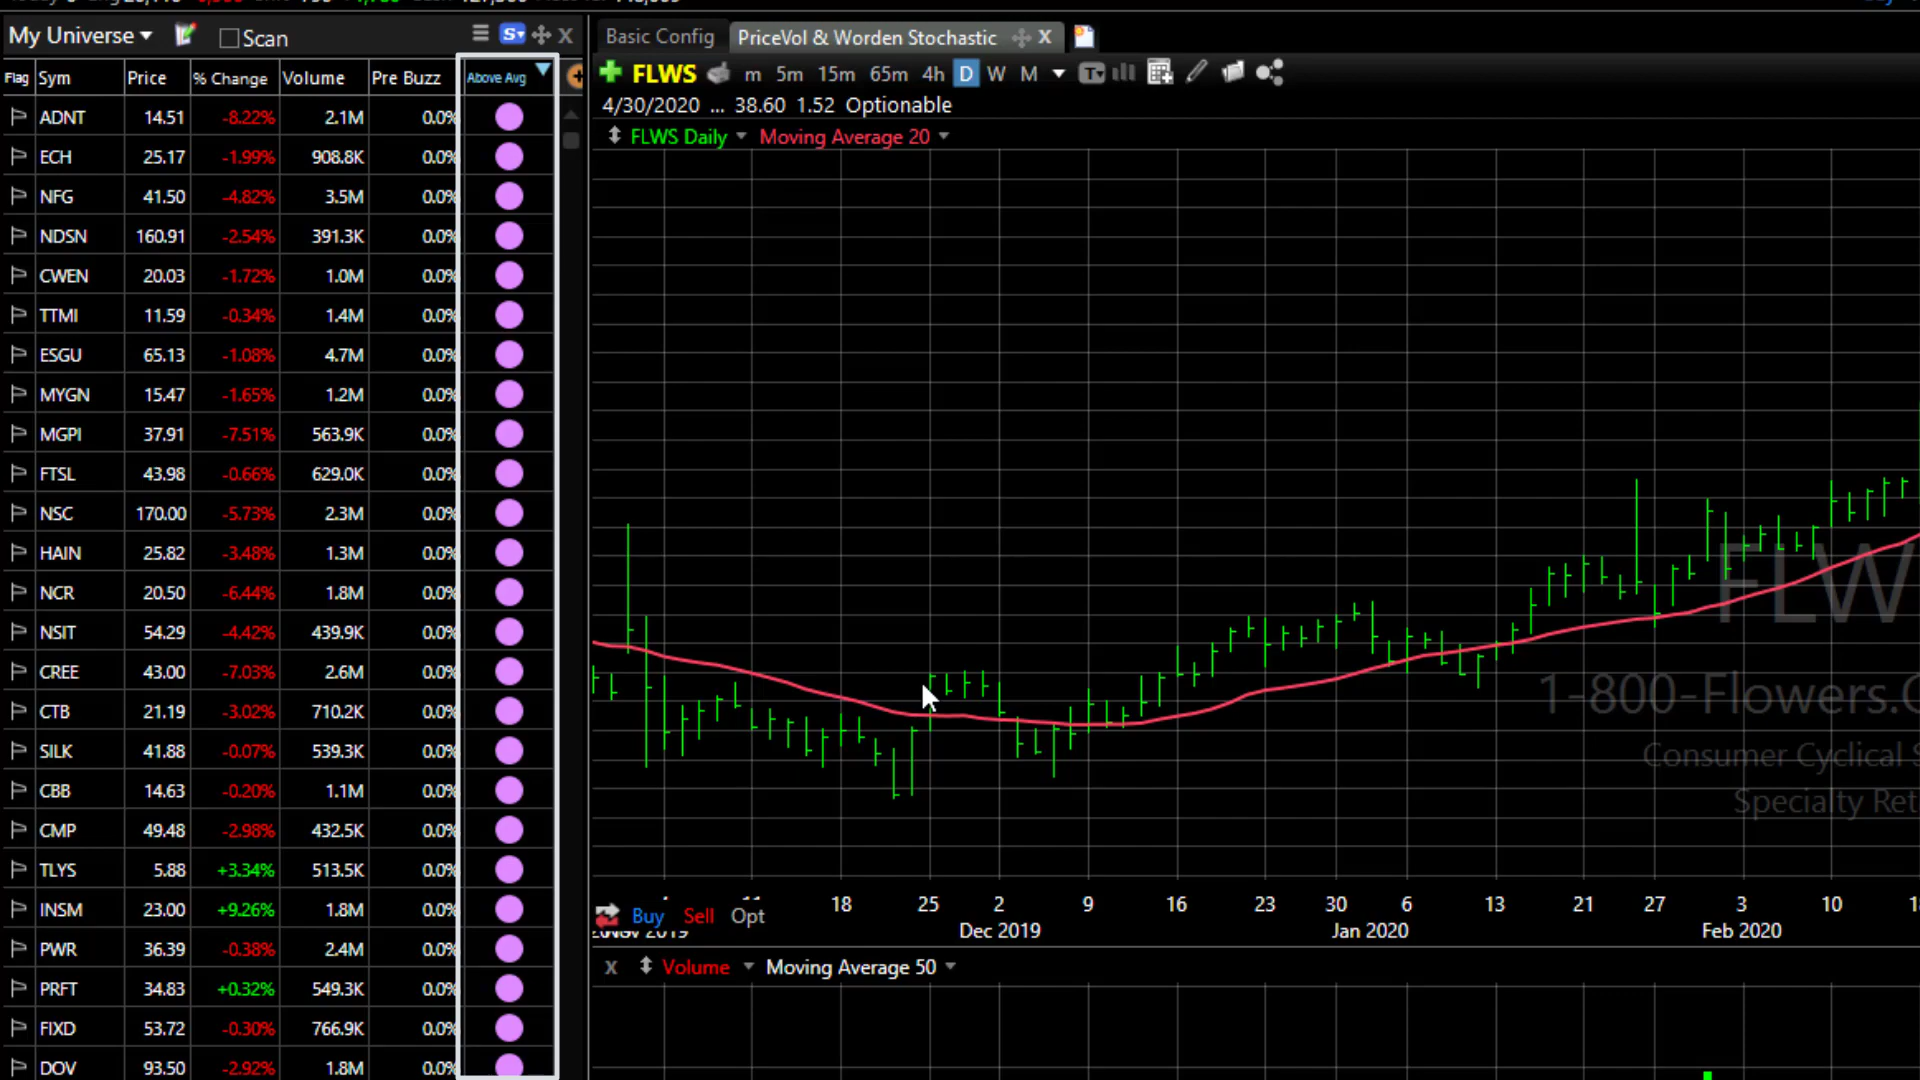 My Universe Scan
Flag Sym Price % Change Volume Pre Buzz Above Avg
ADNT 14.51 -8.22% 2.1M 0.0%
ECH 25.17 -1.99% 908.8K 0.0%
NFG 41.50 -4.82% 3.5M 0.0%
NDSN 160.91 -2.54% 391.3K 0.0%
CWEN 20.03 -1.72% 1.0M 0.0%
TTMI 11.59 -0.34% 1.4M 0.0%
ESGU 65.13 -1.08% 4.7M 0.0%
MYGN 15.47 -1.65% 1.2M 0.0%
MGPI 37.91 -7.51% 563.9K 0.0%
FTSL 43.98 -0.66% 629.0K 0.0%
NSC 170.00 -5.73% 2.3M 0.0%
HAIN 25.82 -3.48% 1.3M 0.0%
NCR 20.50 -6.44% 1.8M 0.0%
NSIT 54.29 -4.42% 439.9K 0.0%
CREE 43.00 -7.03% 2.6M 0.0%
CTB 21.19 -3.02% 710.2K 0.0%
SILK 41.88 -0.07% 539.3K 0.0%
CBB 14.63 -0.20% 1.1M 0.0%
CMP 49.48 -2.98% 432.5K 0.0%
TLYS 5.88 +3.34% 513.5K 0.0%
INSM 23.00 +9.26% 1.8M 0.0%
PWR 36.39 -0.38% 2.4M 0.0%
PRFT 34.83 +0.32% 549.3K 0.0%
FIXD 53.72 -0.30% 766.9K 0.0%
DOV 93.50 -2.92% 1.8M 0.0%
Basic Config PriceVol & Worden Stochastic X
FLWS m 5m 15m 65m 4h D W M
4/30/2020 ... 38.60 1.52 Optionable
FLWS Daily Moving Average 20
FLW
1-800-Flowers.C
Consumer Cyclical S
Specialty Ret
18 25 2 9 16 23 30 6 13 21 27 3 10
Buy Sell Opt
Dec 2019 Jan 2020 Feb 2020
X Volume Moving Average 50